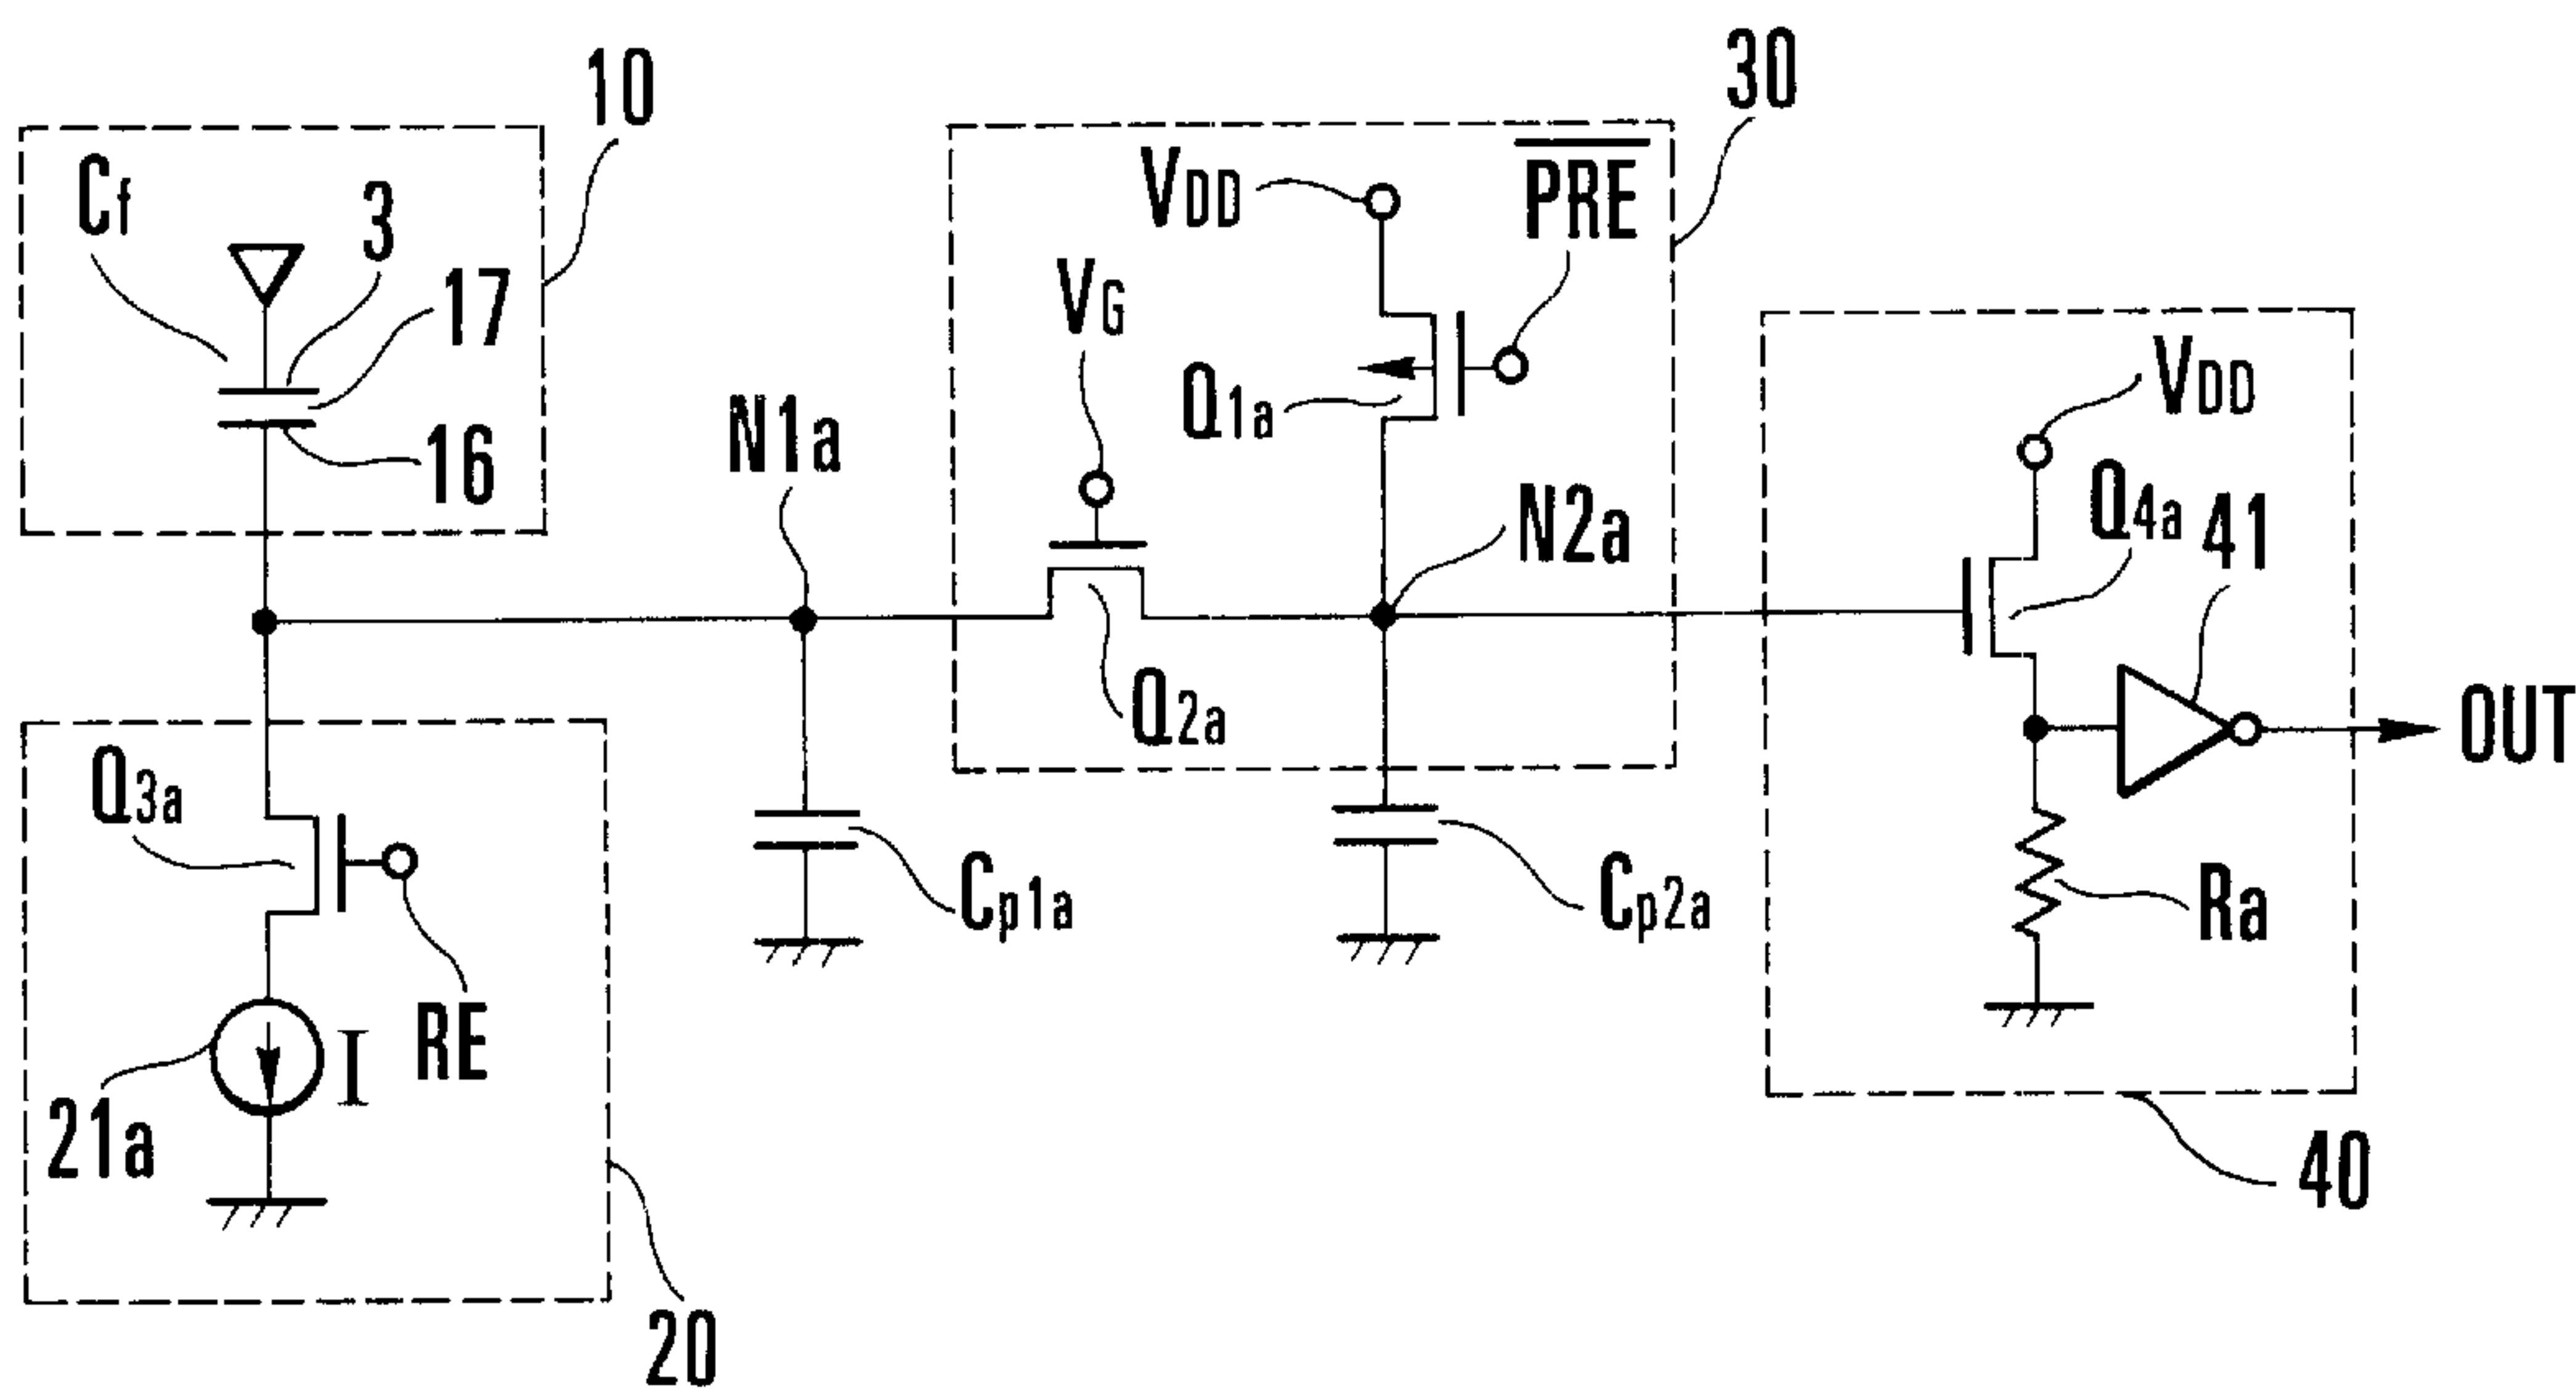 10
30
Cf
3
17
16
VDD
PRE
VG
Q1a
N1a
N2a
VDD
Q4a
41
Q2a
OUT
Q3a
RE
I
21a
Cp1a
Cp2a
Ra
40
20